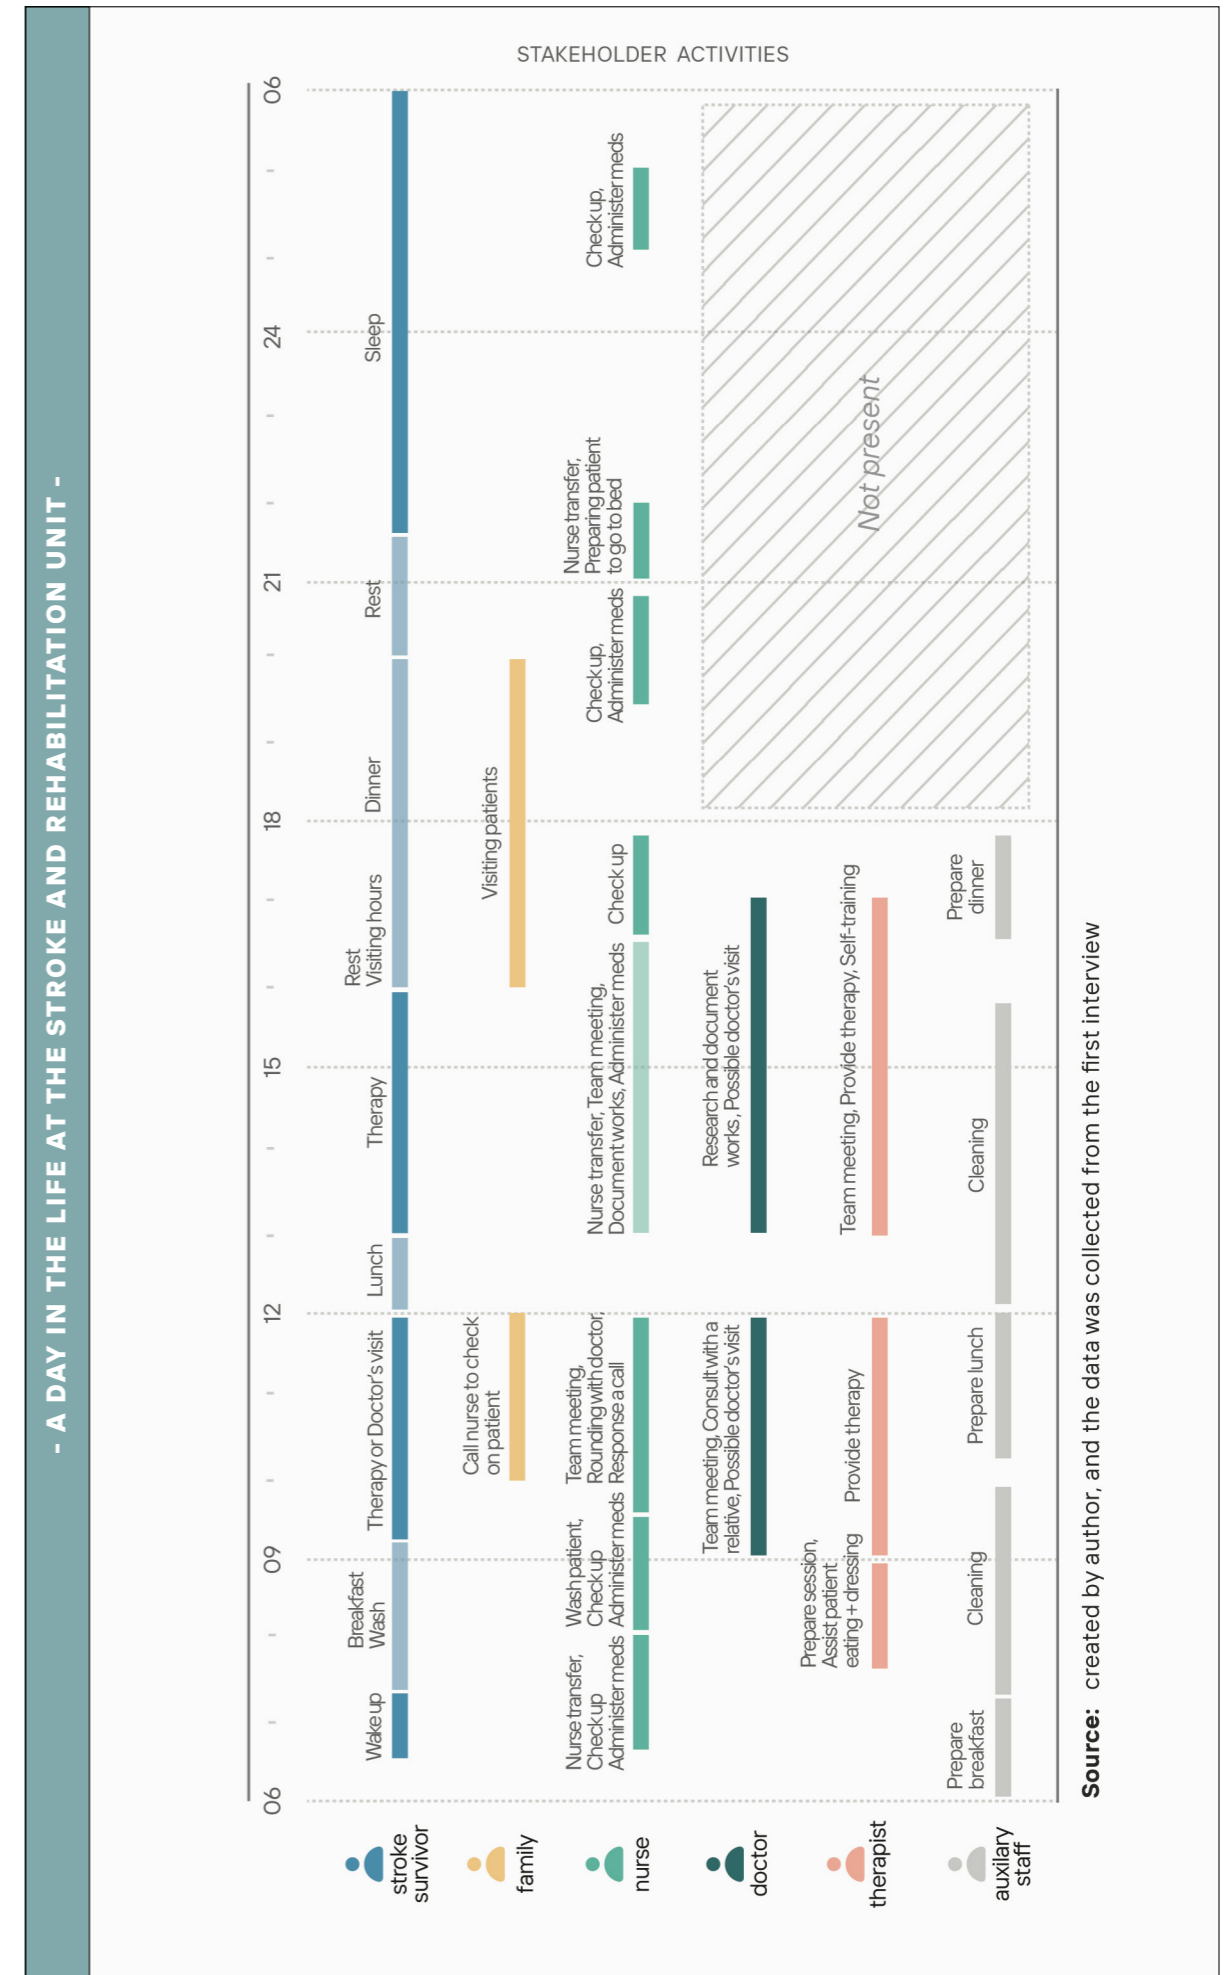 - A DAY IN THE LIFE AT THE STROKE AND REHABILITATION UNIT -
STAKEHOLDER ACTIVITIES
06
09
12
15
18
21
24
06
stroke
survivor
Wake up
Breakfast
Wash
Therapy or Doctor's visit
Lunch
Therapy
Rest
Visiting hours
Dinner
Rest
Sleep
family
Call nurse to check
on patient
Visiting patients
nurse
Nurse transfer,
Check up
Administer meds
Wash patient,
Check up
Administer meds
Team meeting,
Rounding with doctor,
Response a call
Nurse transfer, Team meeting,
Document works, Administer meds
Check up
Check up,
Administer meds
Nurse transfer,
Preparing patient
to go to bed
Check up,
Administer meds
doctor
Team meeting, Consult with a
relative, Possible doctor's visit
Research and document
works, Possible doctor's visit
therapist
Prepare session,
Assist patient
eating + dressing
Provide therapy
Team meeting, Provide therapy, Self-training
Not present
auxilary
staff
Prepare
breakfast
Cleaning
Prepare lunch
Cleaning
Prepare
dinner
Source: created by author, and the data was collected from the first interview